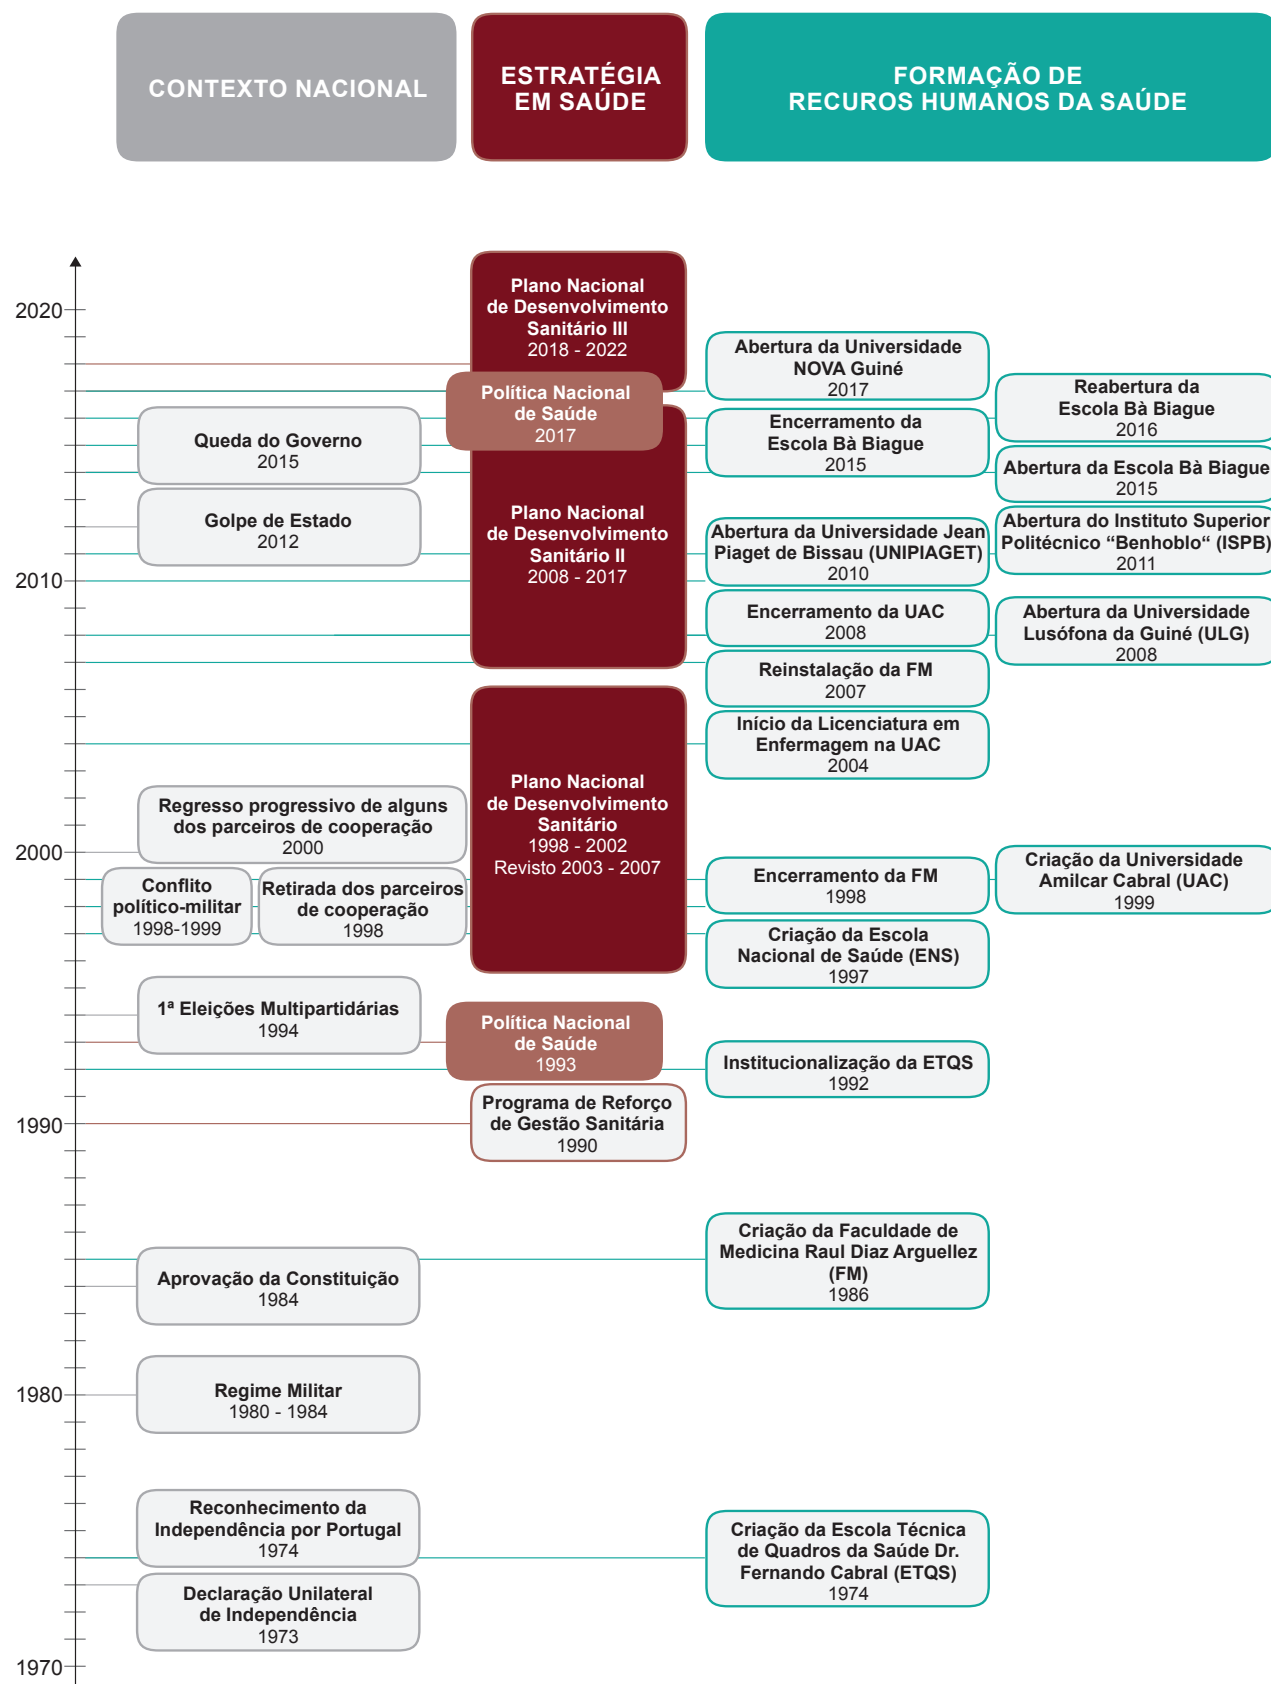 CONTEXTO NACIONAL
ESTRATÉGIA
EM SAÚDE
FORMAÇÃO DE
RECUROS HUMANOS DA SAÚDE
2020
2010
2000
1990
1980
1970
Queda do Governo
2015
Golpe de Estado
2012
Regresso progressivo de alguns
dos parceiros de cooperação
2000
Conflito
político-militar
1998-1999
Retirada dos parceiros
de cooperação
1998
1ª Eleições Multipartidárias
1994
Aprovação da Constituição
1984
Regime Militar
1980 - 1984
Reconhecimento da
Independência por Portugal
1974
Declaração Unilateral
de Independência
1973
Plano Nacional
de Desenvolvimento
Sanitário III
2018 - 2022
Política Nacional
de Saúde
2017
Plano Nacional
de Desenvolvimento
Sanitário II
2008 - 2017
Plano Nacional
de Desenvolvimento
Sanitário
1998 - 2002
Revisto 2003 - 2007
Política Nacional
de Saúde
1993
Programa de Reforço
de Gestão Sanitária
1990
Abertura da Universidade
NOVA Guiné
2017
Reabertura da
Escola Bà Biague
2016
Encerramento da
Escola Bà Biague
2015
Abertura da Escola Bà Biague
2015
Abertura da Universidade Jean
Piaget de Bissau (UNIPIAGET)
2010
Abertura do Instituto Superior
Politécnico “Benhoblo“ (ISPB)
2011
Encerramento da UAC
2008
Abertura da Universidade
Lusófona da Guiné (ULG)
2008
Reinstalação da FM
2007
Início da Licenciatura em
Enfermagem na UAC
2004
Encerramento da FM
1998
Criação da Universidade
Amilcar Cabral (UAC)
1999
Criação da Escola
Nacional de Saúde (ENS)
1997
Institucionalização da ETQS
1992
Criação da Faculdade de
Medicina Raul Diaz Arguellez
(FM)
1986
Criação da Escola Técnica
de Quadros da Saúde Dr.
Fernando Cabral (ETQS)
1974